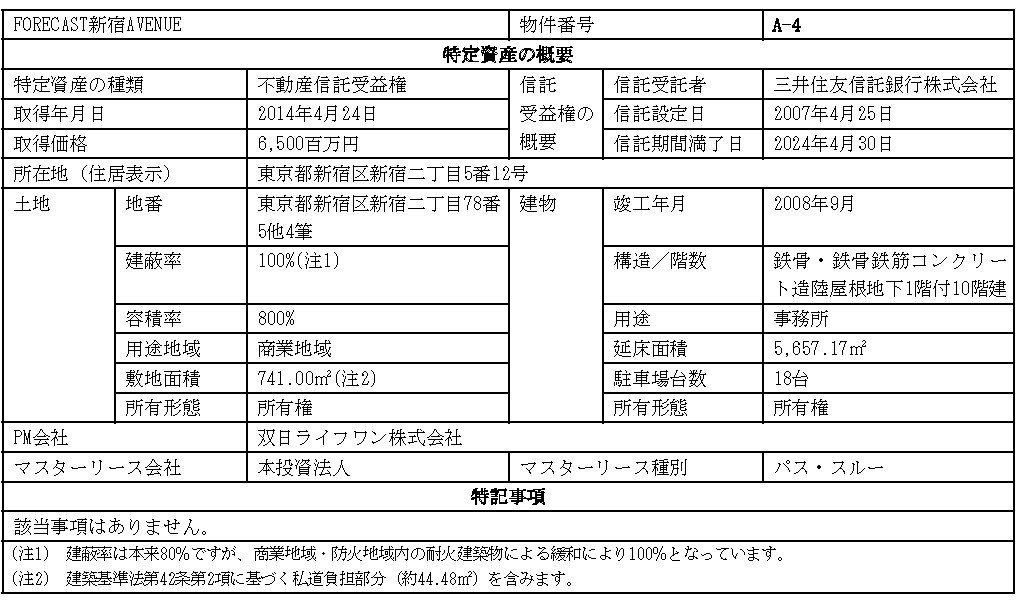 FORECAST新宿AVENUE 物件番号 A-4
特定資産の概要
特定資産の種類 不動産信託受益権 信託 信託受託者 三井住友信託銀行株式会社
取得年月日 2014年4月24日 受益権の 信託設定日 2007年4月25日
取得価格 6,500百万円 概要 信託期間満了日 2024年4月30日
所在地（住居表示） 東京都新宿区新宿二丁目5番12号
土地 地番 東京都新宿区新宿二丁目78番 建物 竣工年月 2008年9月
5他4筆
建蔽率 100%(注1) 構造／階数 鉄骨・鉄骨鉄筋コンクリー
ト造陸屋根地下1階付10階建
容積率 800% 用途 事務所
用途地域 商業地域 延床面積 5,657.17㎡
敷地面積 741.00㎡(注2) 駐車場台数 18台
所有形態 所有権 所有形態 所有権
PM会社 双日ライフワン株式会社
マスターリース会社 本投資法人 マスターリース種別 パス・スルー
特記事項
該当事項はありません。
(注1) 建蔽率は本来80％ですが、商業地域・防火地域内の耐火建築物による緩和により100％となっています。
(注2) 建築基準法第42条第2項に基づく私道負担部分（約44.48㎡）を含みます。